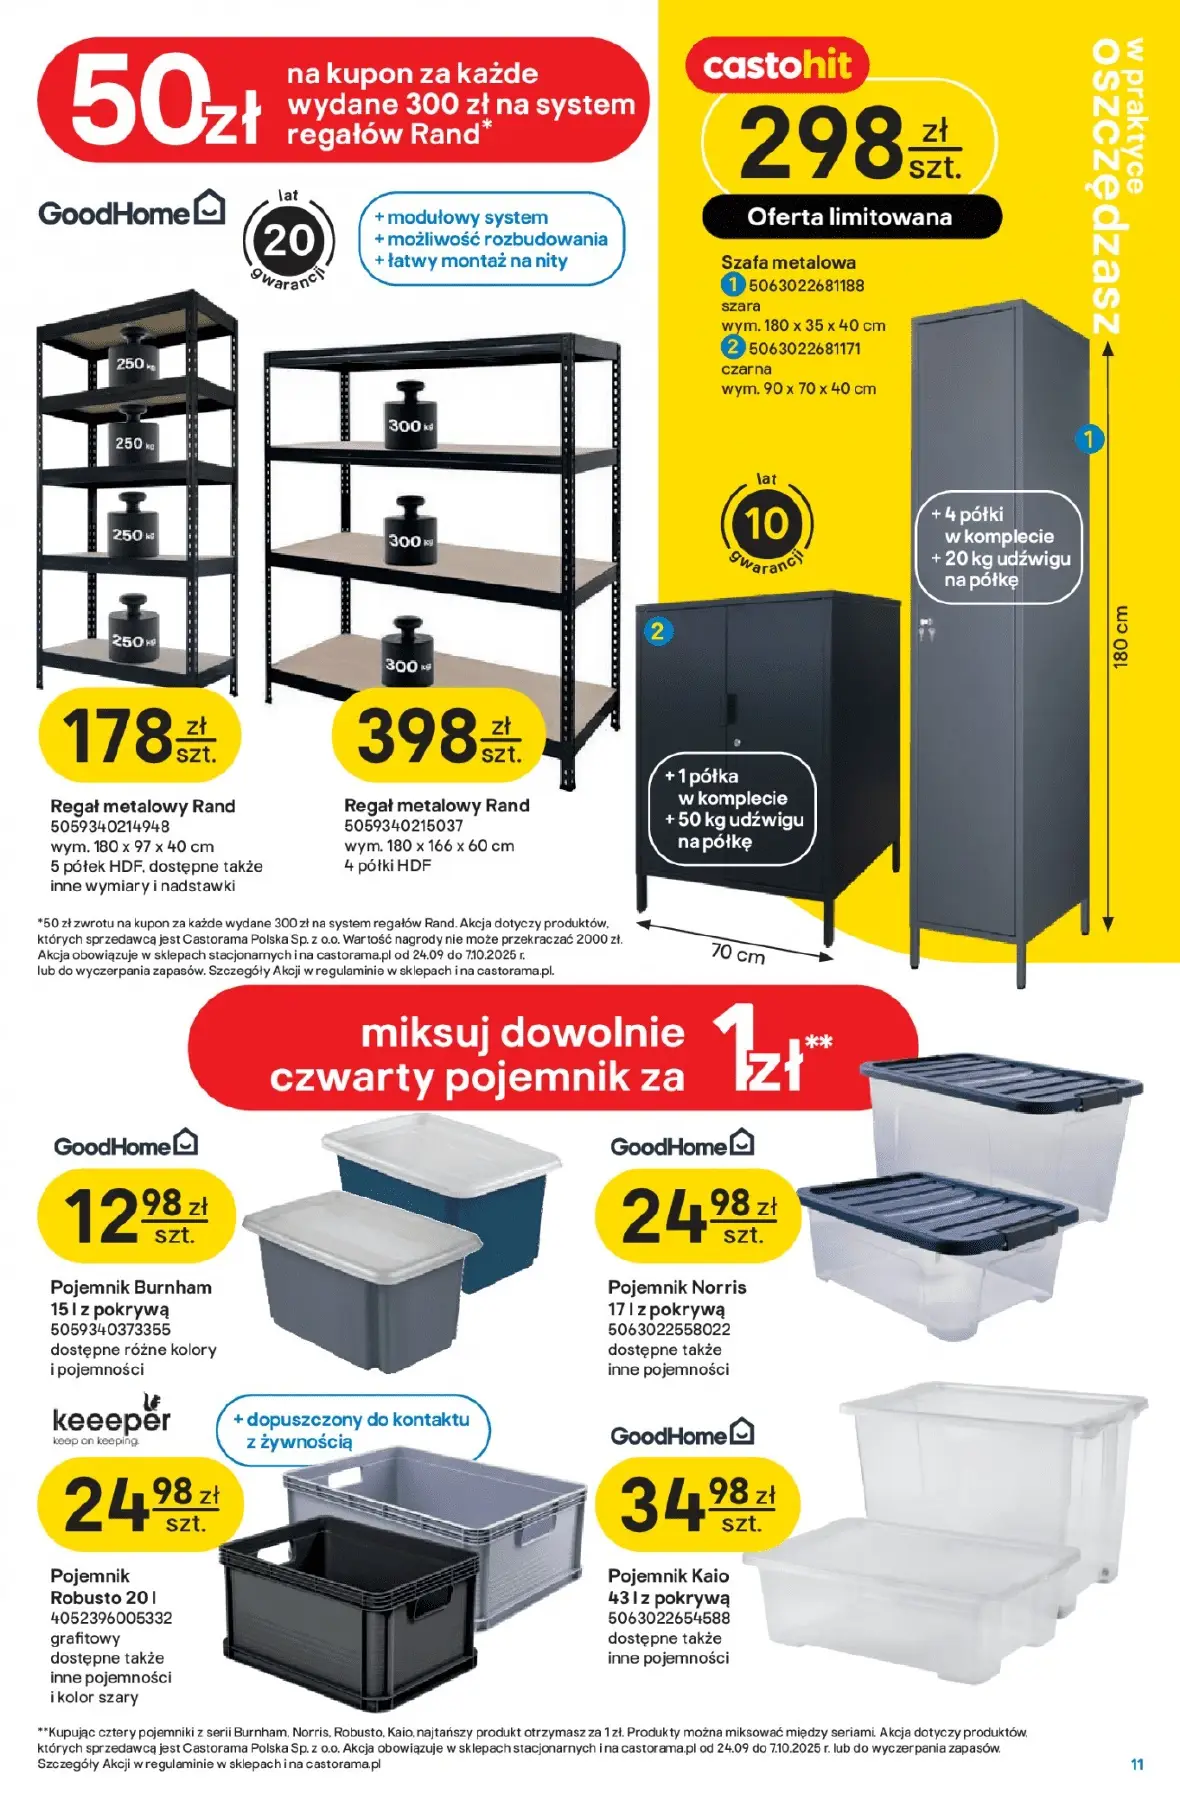 50zł
na kupon za każde
wydane 300 zł na system
regałów Rand*
GoodHome
lat
20
gwarancji
+ modułowy system
+ możliwość rozbudowania
+ łatwy montaż na nity
250 kg
250 kg
250 kg
250 kg
300 kg
300 kg
300 kg
178 zł
szt.
Regał metalowy Rand
5059340214948
wym. 180 x 97 x 40 cm
5 półek HDF, dostępne także
inne wymiary i nadstawki
398 zł
szt.
Regał metalowy Rand
5059340215037
wym. 180 x 166 x 60 cm
4 półki HDF
*50 zł zwrotu na kupon za każde wydane 300 zł na system regałów Rand. Akcja dotyczy produktów,
których sprzedawcą jest Castorama Polska Sp. z o.o. Wartość nagrody nie może przekraczać 2000 zł.
Akcja obowiązuje w sklepach stacjonarnych i na castorama.pl od 24.09 do 7.10.2025 r.
lub do wyczerpania zapasów. Szczegóły Akcji w regulaminie w sklepach i na castorama.pl.
castohit
298 zł
szt.
Oferta limitowana
w praktyce
oszczędzasz
Szafa metalowa
1 5063022681188
szara
wym. 180 x 35 x 40 cm
2 5063022681171
czarna
wym. 90 x 70 x 40 cm
lat
10
gwarancji
1
+ 4 półki
w komplecie
+ 20 kg udźwigu
na półkę
180 cm
2
+ 1 półka
w komplecie
+ 50 kg udźwigu
na półkę
70 cm
miksuj dowolnie
czwarty pojemnik za
1zł**
GoodHome
12 98 zł
szt.
Pojemnik Burnham
15 l z pokrywą
5059340373355
dostępne różne kolory
i pojemności
GoodHome
24 98 zł
szt.
Pojemnik Norris
17 l z pokrywą
5063022558022
dostępne także
inne pojemności
keeeper
keep on keeping.
+ dopuszczony do kontaktu
z żywnością
24 98 zł
szt.
Pojemnik
Robusto 20 l
4052396005332
grafitowy
dostępne także
inne pojemności
i kolor szary
GoodHome
34 98 zł
szt.
Pojemnik Kaio
43 l z pokrywą
5063022654588
dostępne także
inne pojemności
**Kupując cztery pojemniki z serii Burnham, Norris, Robusto, Kaio, najtańszy produkt otrzymasz za 1 zł. Produkty można miksować między seriami. Akcja dotyczy produktów,
których sprzedawcą jest Castorama Polska Sp. z o.o. Akcja obowiązuje w sklepach stacjonarnych i na castorama.pl od 24.09 do 7.10.2025 r. lub do wyczerpania zapasów.
Szczegóły Akcji w regulaminie w sklepach i na castorama.pl
11